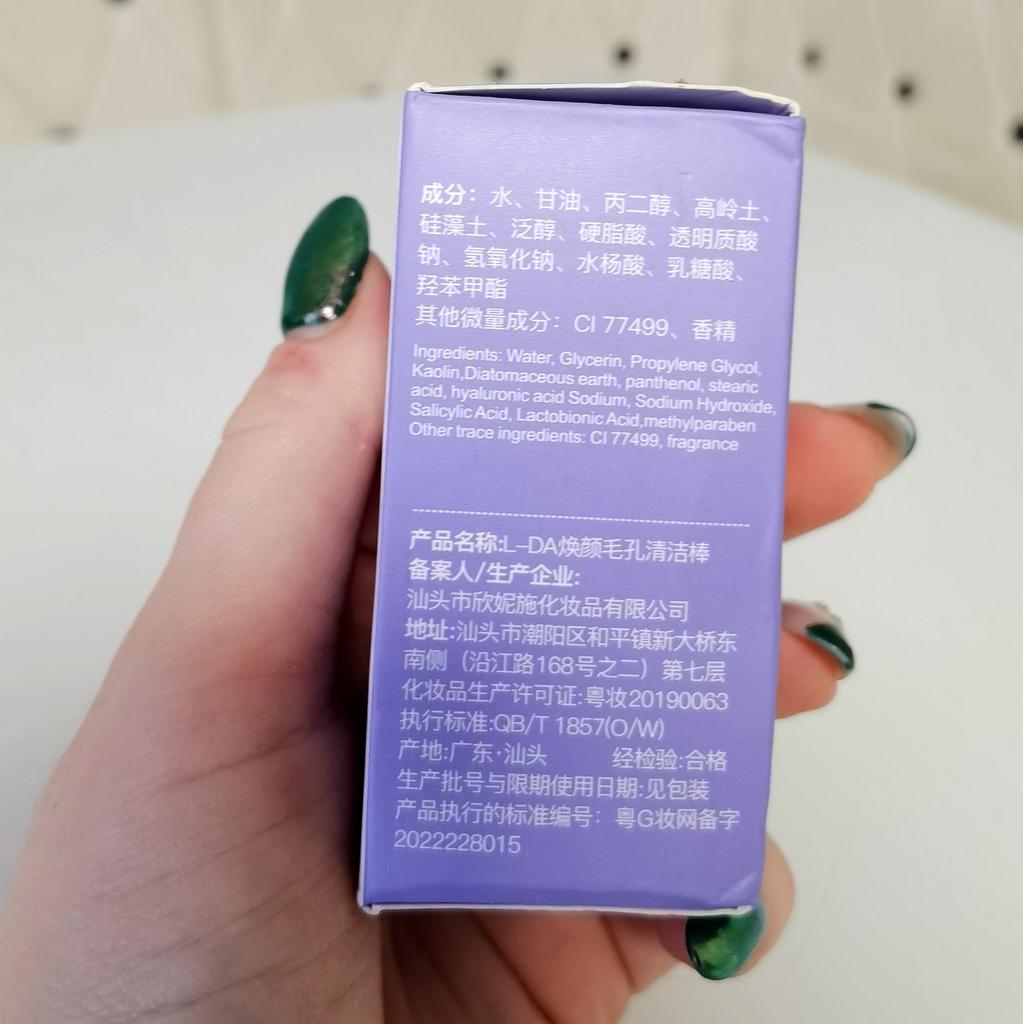 成分：水、甘油、丙二醇、高岭土、
硅藻土、泛醇、硬脂酸、透明质酸
钠、氢氧化钠、水杨酸、乳糖酸、
羟苯甲酯
其他微量成分：CI 77499、香精
Ingredients: Water, Glycerin, Propylene Glycol,
Kaolin,Diatomaceous earth, panthenol, stearic
acid, hyaluronic acid Sodium, Sodium Hydroxide,
Salicylic Acid, Lactobionic Acid,methylparaben
Other trace ingredients: CI 77499, fragrance
产品名称:L-DA焕颜毛孔清洁棒
备案人/生产企业:
汕头市欣妮施化妆品有限公司
地址:汕头市潮阳区和平镇新大桥东
南侧（沿江路168号之二）第七层
化妆品生产许可证:粤妆20190063
执行标准:QB/T 1857(O/W)
产地:广东·汕头 经检验:合格
生产批号与限期使用日期:见包装
产品执行的标准编号：粤G妆网备字
2022228015